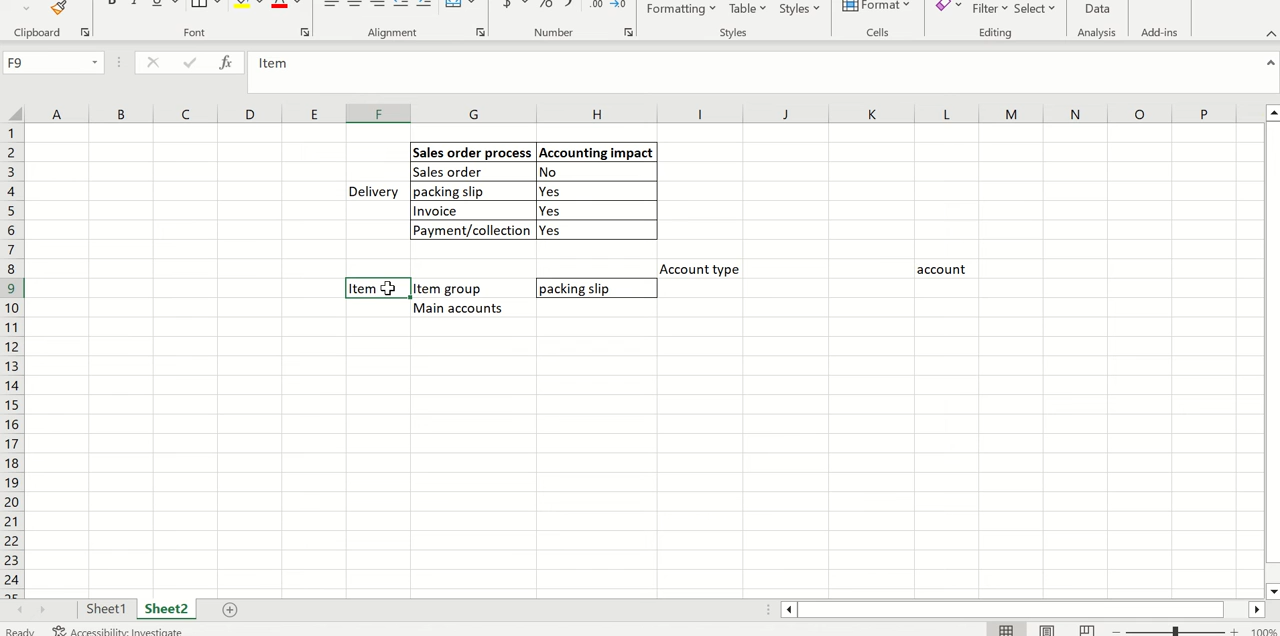 Formatting Table Styles Format Filter Select Data
Clipboard Font Alignment Number Styles Cells Editing Analysis Add-ins
F9 fx Item
A B C D E F G H I J K L M N O P
1
2 Sales order process Accounting impact
3 Sales order No
4 Delivery packing slip Yes
5 Invoice Yes
6 Payment/collection Yes
7
8 Account type account
9 Item Item group packing slip
10 Main accounts
11
12
13
14
15
16
17
18
19
20
21
22
23
24
25
Sheet1 Sheet2
Ready Accessibility: Investigate 100%